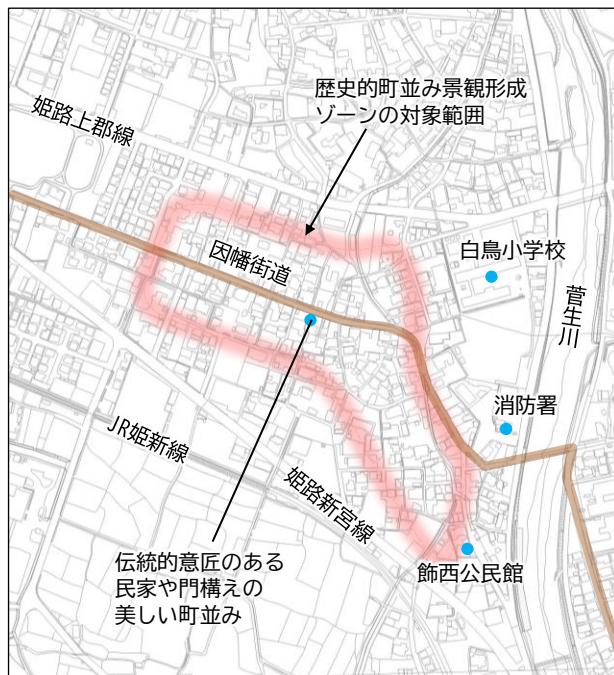 歴史的町並み景観形成
ゾーンの対象範囲
姫路上郡線
因幡街道
白鳥小学校
菅生川
消防署
JR姫新線
姫路新宮線
伝統的意匠のある
民家や門構えの
美しい町並み
飾西公民館